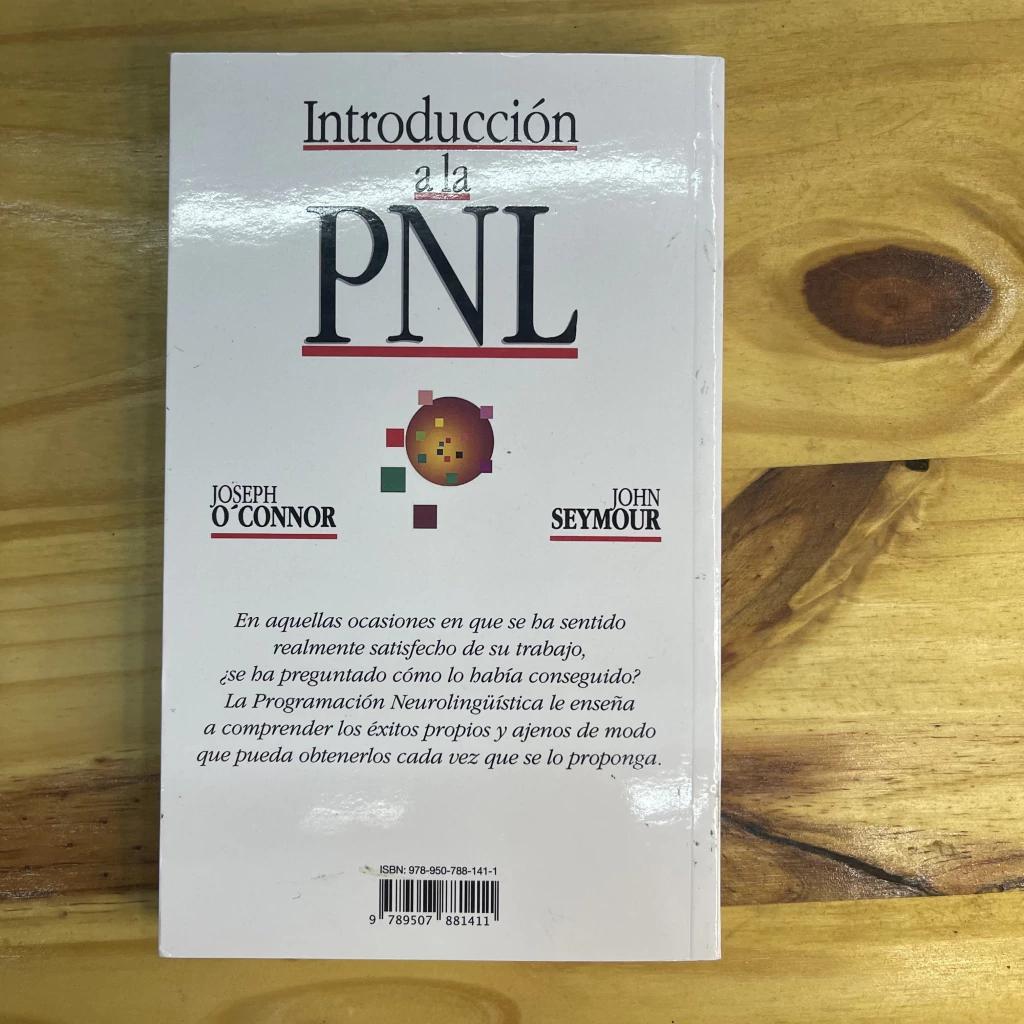 Introducción
a la
PNL
JOSEPH
O´CONNOR
JOHN
SEYMOUR
En aquellas ocasiones en que se ha sentido
realmente satisfecho de su trabajo,
¿se ha preguntado cómo lo había conseguido?
La Programación Neurolingüística le enseña
a comprender los éxitos propios y ajenos de modo
que pueda obtenerlos cada vez que se lo proponga.
ISBN: 978-950-788-141-1
9 789507 881411